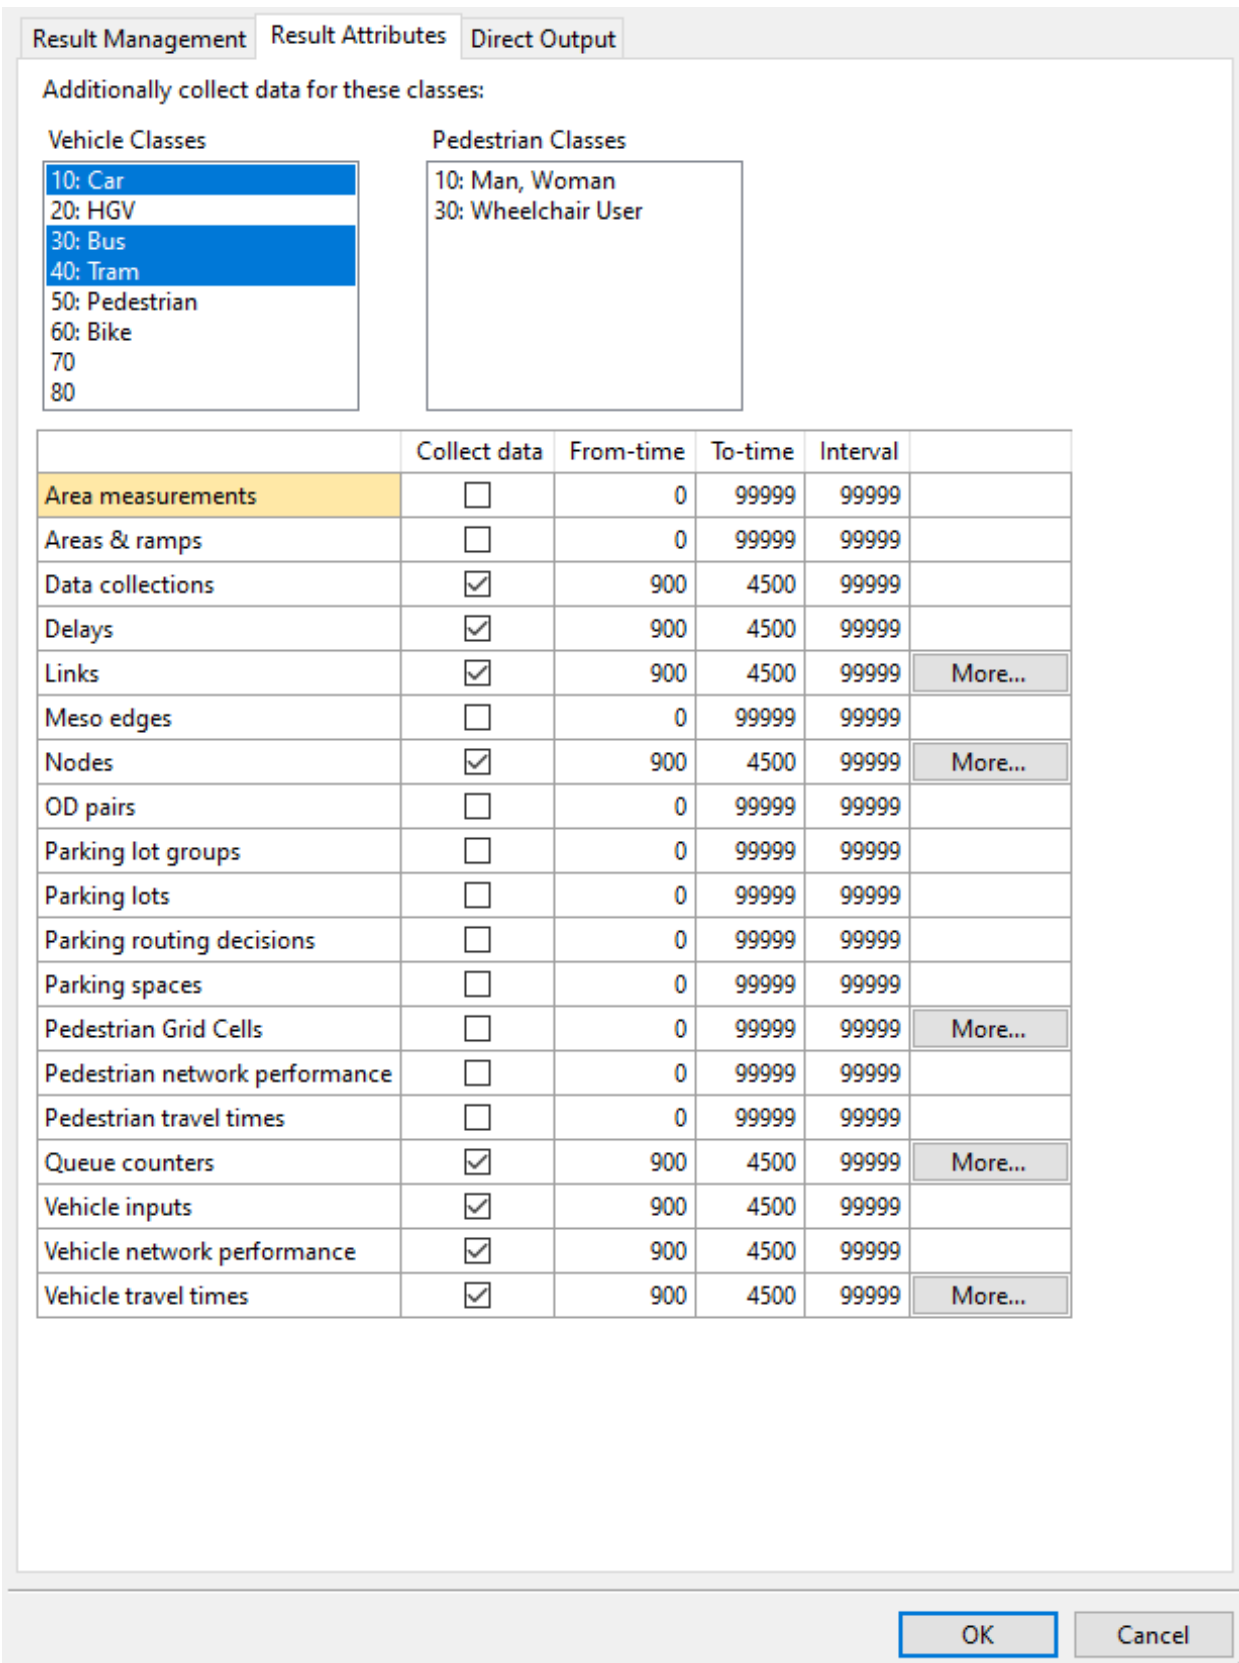 Result Management Result Attributes Direct Output
Additionally collect data for these classes:
Vehicle Classes Pedestrian Classes
10: Car 10: Man, Woman
20: HGV 30: Wheelchair User
30: Bus
40: Tram
50: Pedestrian
60: Bike
70
80
Collect data From-time To-time Interval
Area measurements 0 99999 99999
Areas & ramps 0 99999 99999
Data collections 900 4500 99999
Delays 900 4500 99999
Links 900 4500 99999 More...
Meso edges 0 99999 99999
Nodes 900 4500 99999 More...
OD pairs 0 99999 99999
Parking lot groups 0 99999 99999
Parking lots 0 99999 99999
Parking routing decisions 0 99999 99999
Parking spaces 0 99999 99999
Pedestrian Grid Cells 0 99999 99999 More...
Pedestrian network performance 0 99999 99999
Pedestrian travel times 0 99999 99999
Queue counters 900 4500 99999 More...
Vehicle inputs 900 4500 99999
Vehicle network performance 900 4500 99999
Vehicle travel times 900 4500 99999 More...
OK Cancel